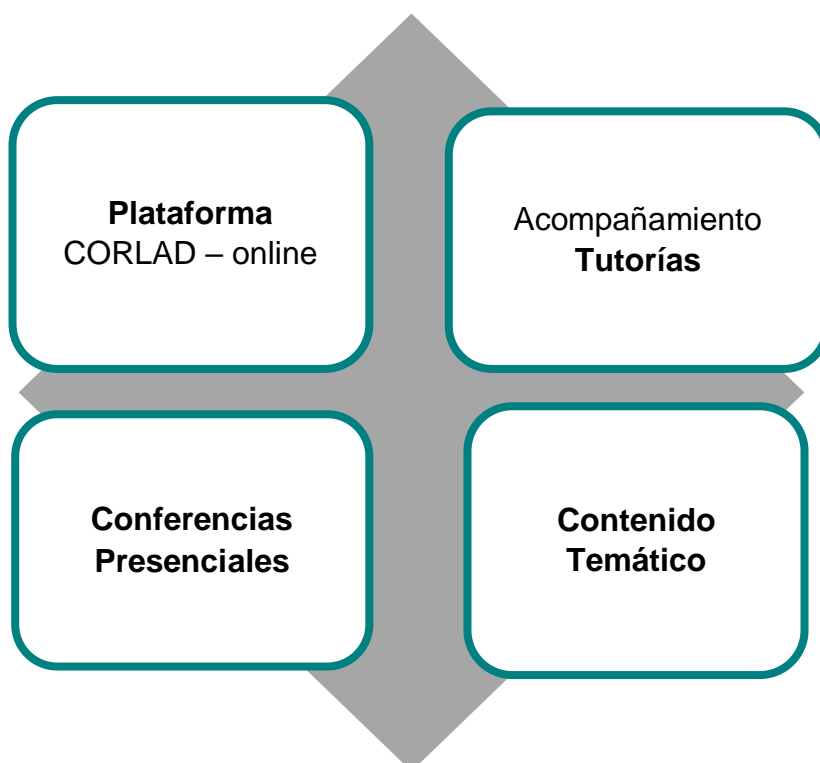 Plataforma
CORLAD – online
Acompañamiento
Tutorías
Conferencias
Presenciales
Contenido
Temático